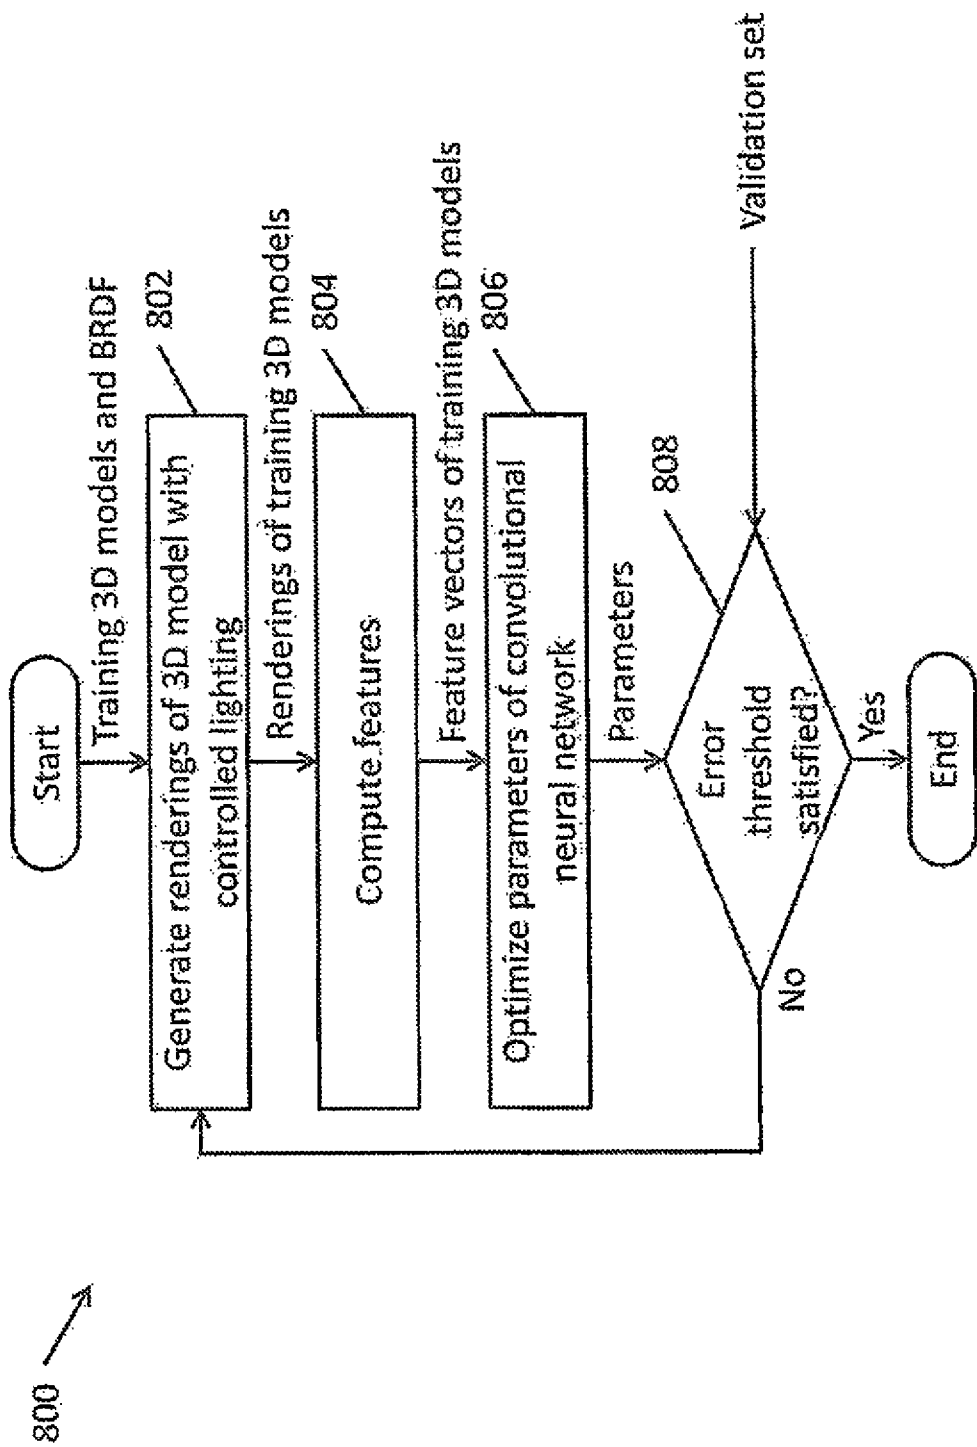 800
Start
Training 3D models and BRDF
802
Generate renderings of 3D model with
controlled lighting
Renderings of training 3D models
804
Compute features
Feature vectors of training 3D models
806
Optimize parameters of convolutional
neural network
Parameters
808
Error
threshold
satisfied?
Validation set
No
Yes
End